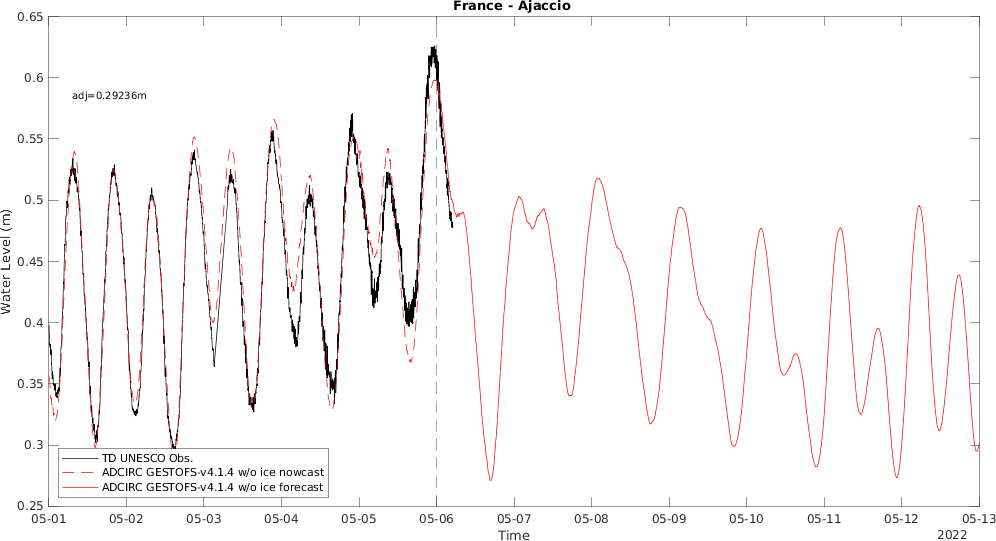 France - Ajaccio
0.65
0.6
adj=0.29236m
0.55
0.5
0.45
0.4
0.35
0.3
0.25
Water Level (m)
TD UNESCO Obs.
ADCIRC GESTOFS-v4.1.4 w/o ice nowcast
ADCIRC GESTOFS-v4.1.4 w/o ice forecast
05-01 05-02 05-03 05-04 05-05 05-06 05-07 05-08 05-09 05-10 05-11 05-12 05-13
Time
2022